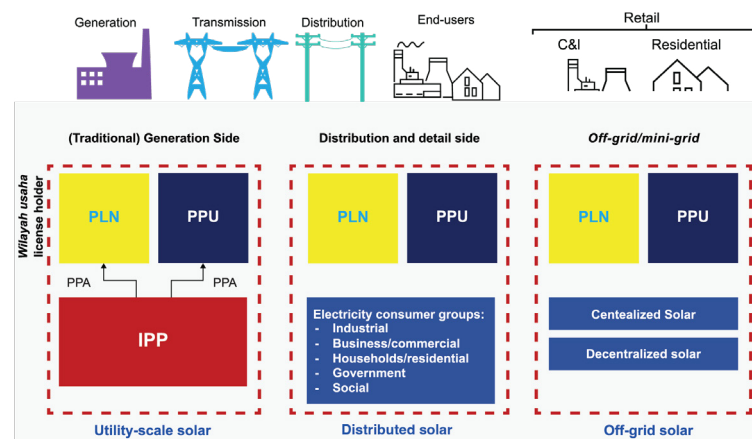 Generation
Transmission
Distribution
End-users
Retail
C&I
Residential
(Traditional) Generation Side
Distribution and detail side
Off-grid/mini-grid
Wilayah usaha
license holder
PLN
PPU
PLN
PPU
PLN
PPU
PPA
PPA
IPP
Electricity consumer groups:
- Industrial
- Business/commercial
- Households/residential
- Government
- Social
Centealized Solar
Decentralized solar
Utility-scale solar
Distributed solar
Off-grid solar